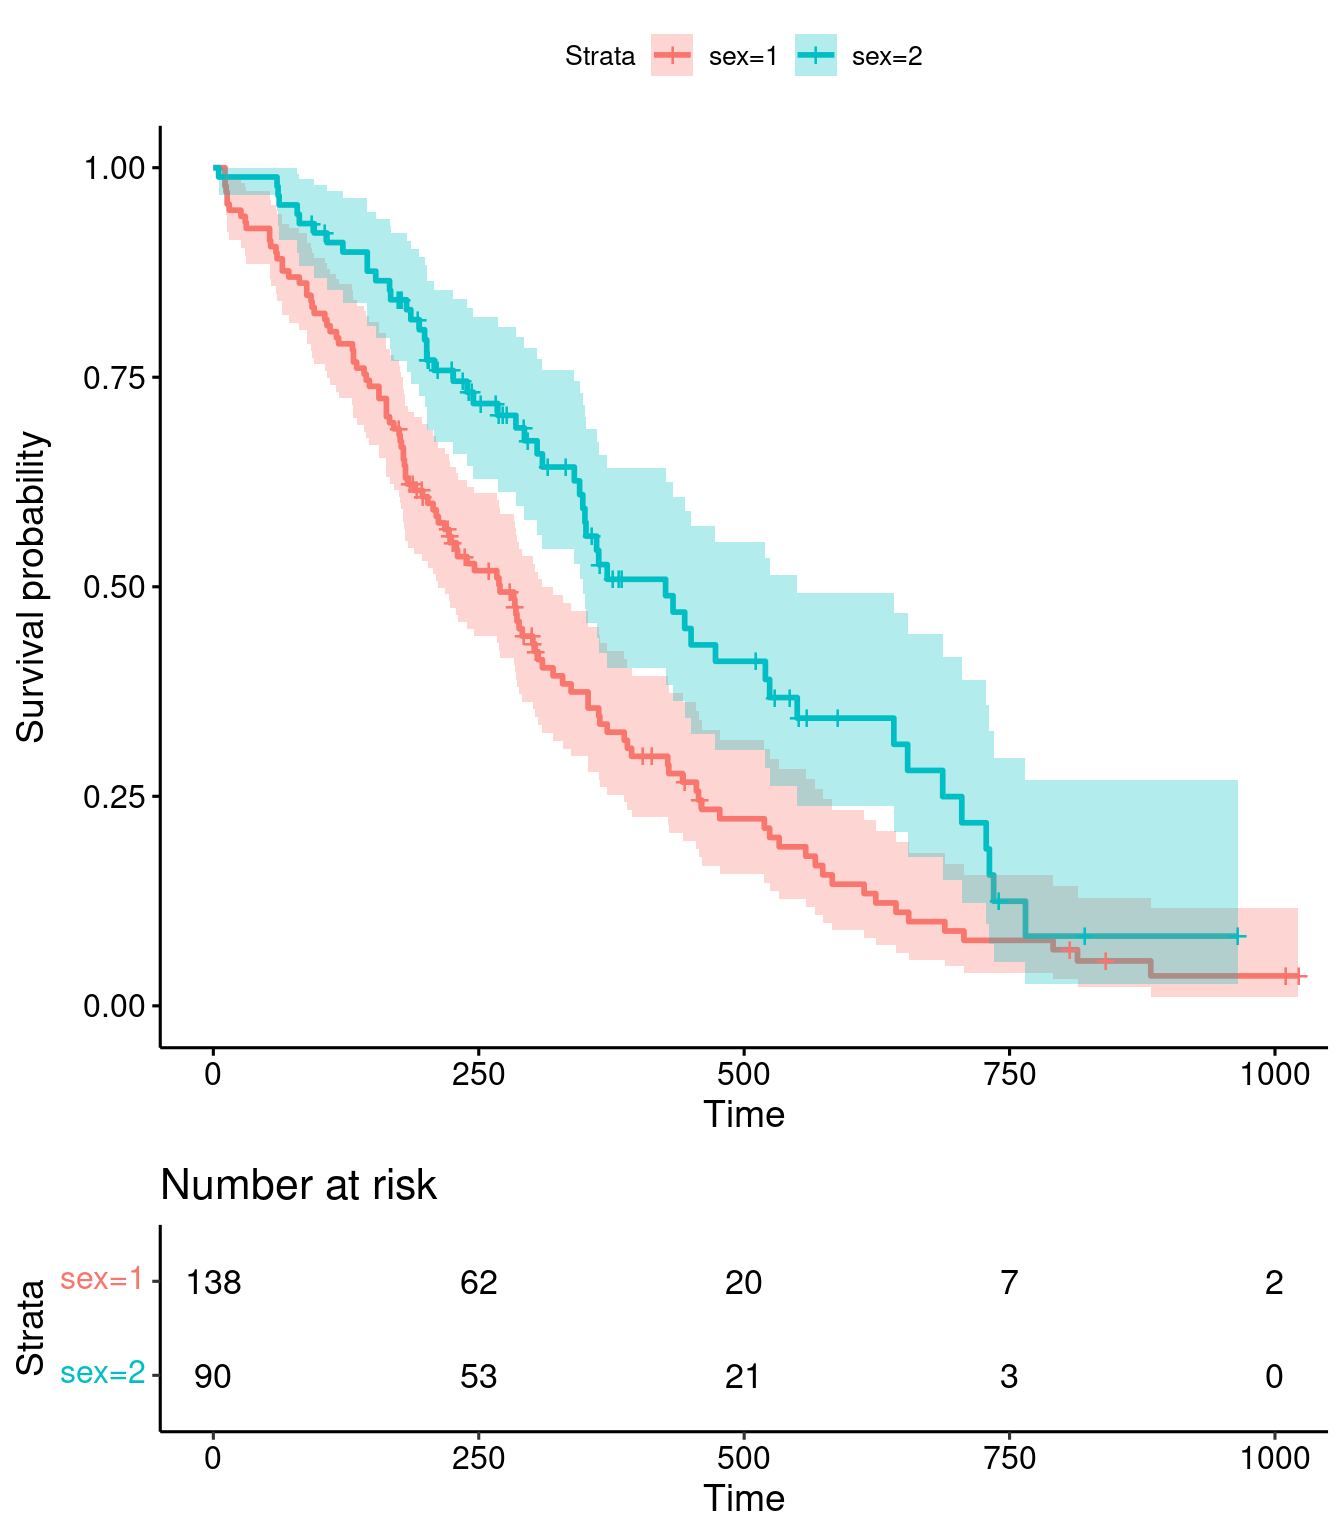 Strata sex=1 sex=2
1.00
0.75
0.50
0.25
0.00
Survival probability
0 250 500 750 1000
Time
Number at risk
Strata
sex=1 138 62 20 7 2
sex=2 90 53 21 3 0
0 250 500 750 1000
Time